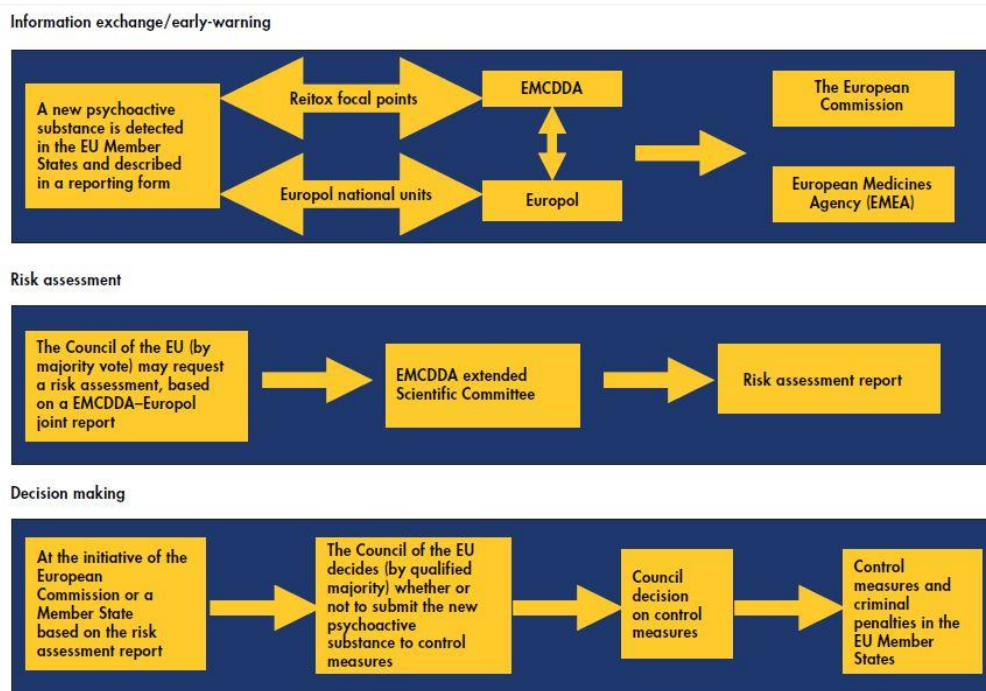 Information exchange/early-warning
A new psychoactive
substance is detected
in the EU Member
States and described
in a reporting form
Reitox focal points
Europol national units
EMCDDA
Europol
The European
Commission
European Medicines
Agency (EMEA)
Risk assessment
The Council of the EU (by
majority vote) may request
a risk assessment, based
on a EMCDDA–Europol
joint report
EMCDDA extended
Scientific Committee
Risk assessment report
Decision making
At the initiative of the
European
Commission or a
Member State
based on the risk
assessment report
The Council of the EU
decides (by qualified
majority) whether or
not to submit the new
psychoactive
substance to control
measures
Council
decision
on control
measures
Control
measures and
criminal
penalties in the
EU Member
States